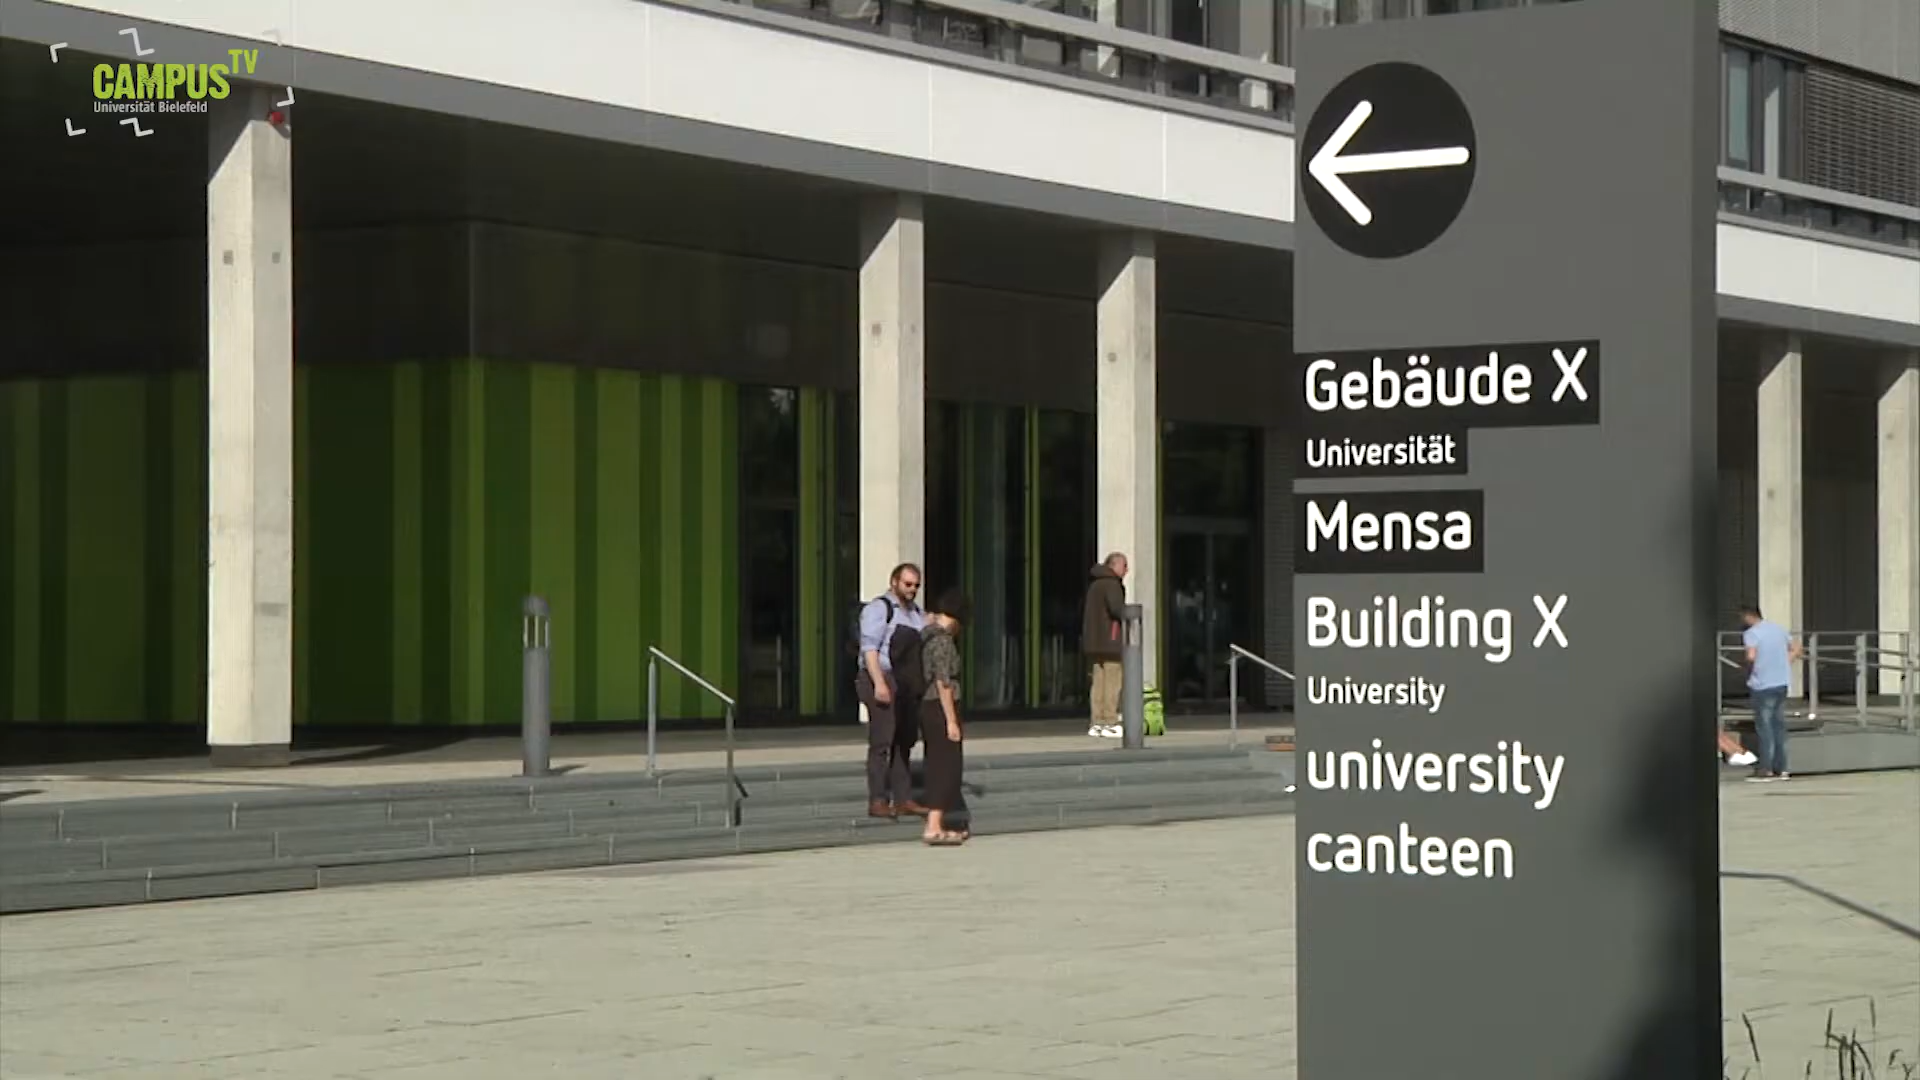 CAMPUS TV
Universität Bielefeld
Gebäude X
Universität
Mensa
Building X
University
university
canteen